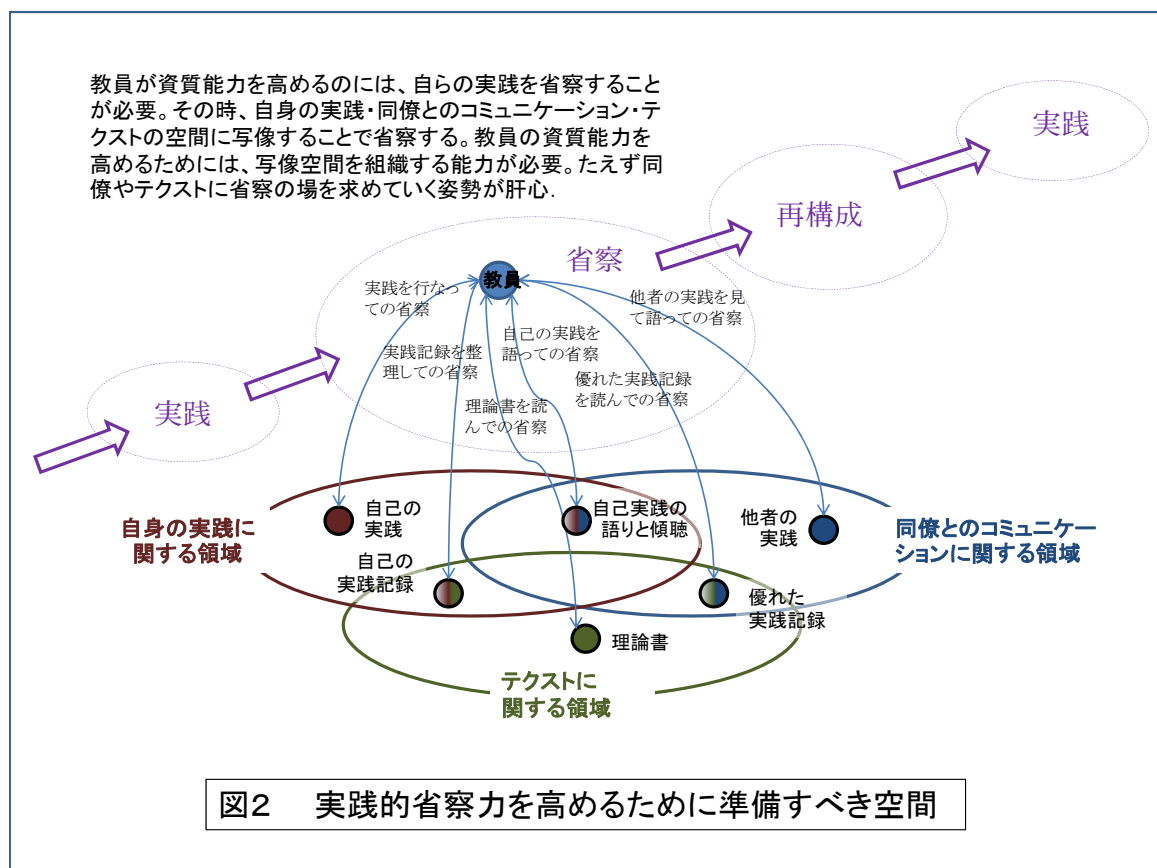 教員が資質能力を高めるのには、自らの実践を省察すること
が必要。その時、自身の実践・同僚とのコミュニケーション・テ
クストの空間に写像することで省察する。教員の資質能力を
高めるためには、写像空間を組織する能力が必要。たえず同
僚やテクストに省察の場を求めていく姿勢が肝心.
実践
再構成
省察
教員
実践を行なっ
ての省察
他者の実践を見
て語っての省察
自己の実践を
語っての省察
実践記録を整
理しての省察
優れた実践記録
を読んでの省察
理論書を読
んでの省察
実践
自身の実践に
関する領域
自己の
実践
自己実践の
語りと傾聴
他者の
実践
同僚とのコミュニケー
ションに関する領域
自己の
実践記録
優れた
実践記録
理論書
テクストに
関する領域
図２　実践的省察力を高めるために準備すべき空間